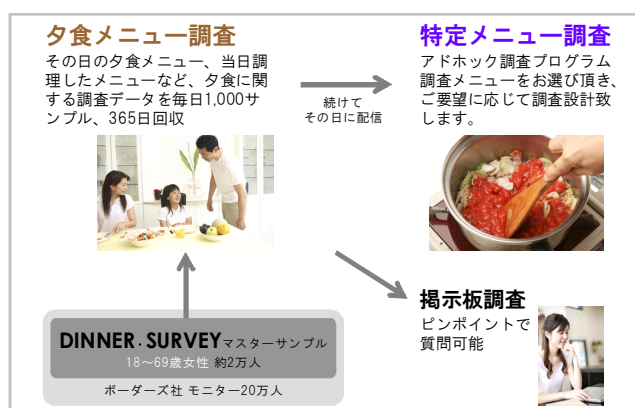 夕食メニュー調査
その日の夕食メニュー、当日調
理したメニューなど、夕食に関
する調査データを毎日1,000サ
ンプル、365日回収
続けて
その日に配信
特定メニュー調査
アドホック調査プログラム
調査メニューをお選び頂き、
ご要望に応じて調査設計致
します。
掲示板調査
ピンポイントで
質問可能
DINNER・SURVEYマスターサンプル
18～69歳女性 約2万人
ボーダーズ社 モニター20万人